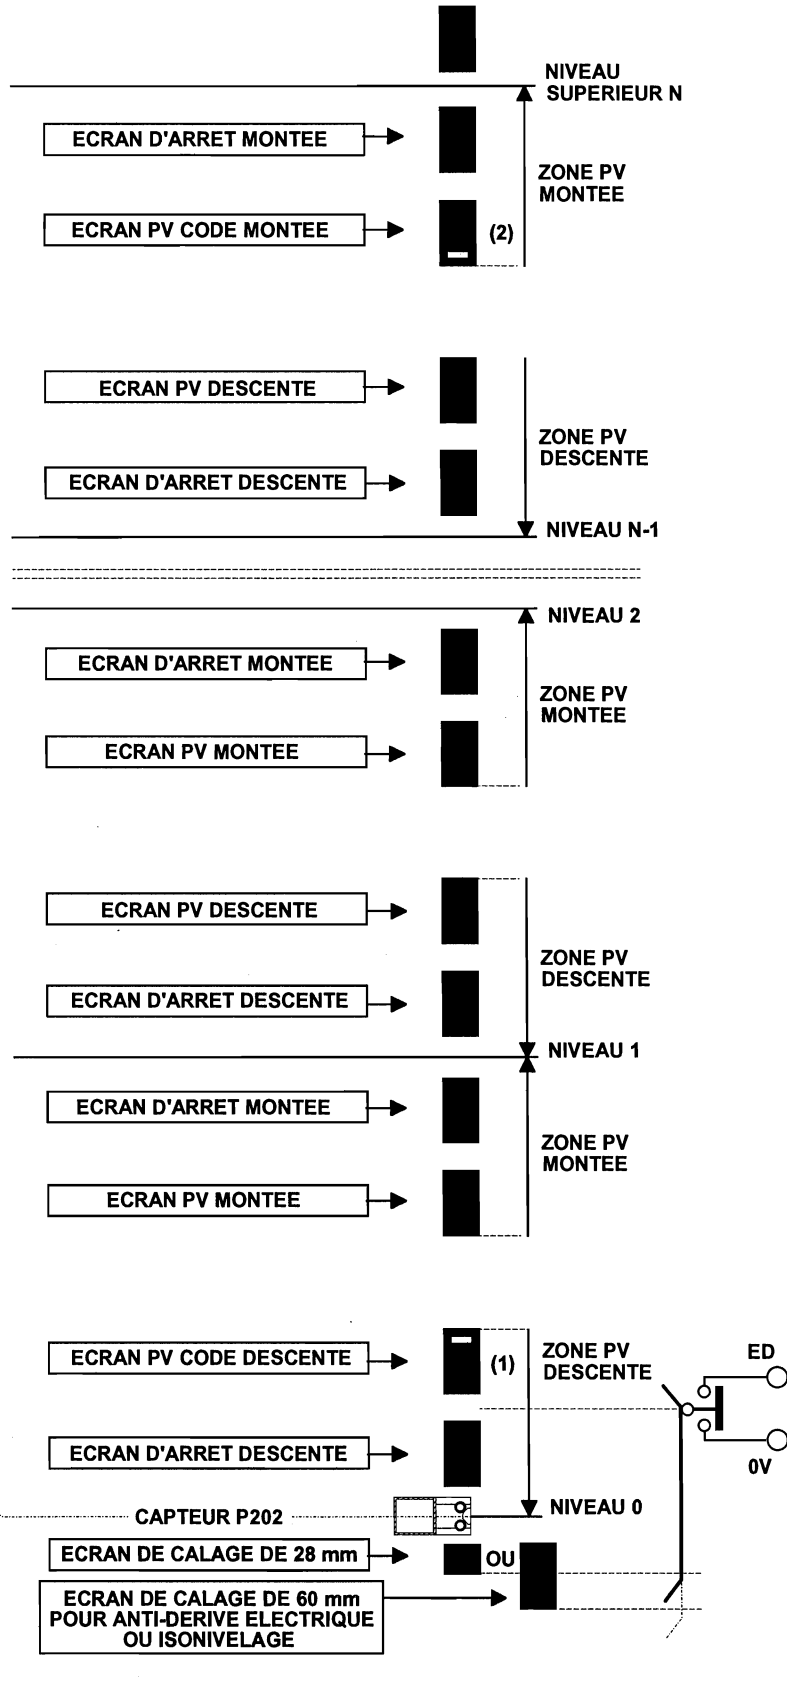 NIVEAU
SUPERIEUR N
ECRAN D'ARRET MONTEE
ZONE PV
MONTEE
ECRAN PV CODE MONTEE
(2)
ECRAN PV DESCENTE
ZONE PV
DESCENTE
ECRAN D'ARRET DESCENTE
NIVEAU N-1
NIVEAU 2
ECRAN D'ARRET MONTEE
ZONE PV
MONTEE
ECRAN PV MONTEE
ECRAN PV DESCENTE
ZONE PV
DESCENTE
ECRAN D'ARRET DESCENTE
NIVEAU 1
ECRAN D'ARRET MONTEE
ZONE PV
MONTEE
ECRAN PV MONTEE
ECRAN PV CODE DESCENTE
(1)
ZONE PV
DESCENTE
ED
ECRAN D'ARRET DESCENTE
0V
NIVEAU 0
CAPTEUR P202
ECRAN DE CALAGE DE 28 mm
OU
ECRAN DE CALAGE DE 60 mm
POUR ANTI-DERIVE ELECTRIQUE
OU ISONIVELAGE